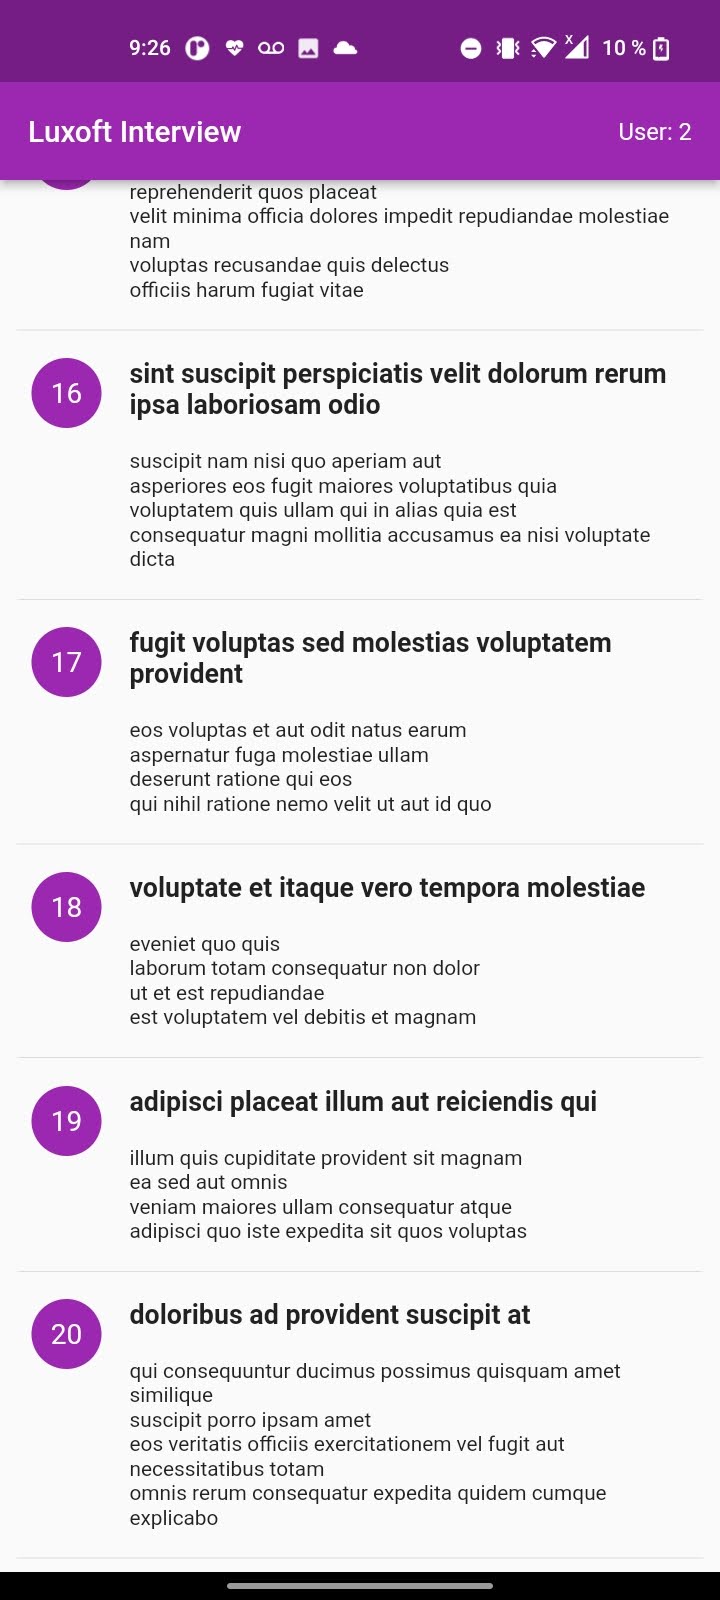 9:26
10 %
Luxoft Interview
User: 2
reprehenderit quos placeat
velit minima officia dolores impedit repudiandae molestiae
nam
voluptas recusandae quis delectus
officiis harum fugiat vitae
16
sint suscipit perspiciatis velit dolorum rerum
ipsa laboriosam odio
suscipit nam nisi quo aperiam aut
asperiores eos fugit maiores voluptatibus quia
voluptatem quis ullam qui in alias quia est
consequatur magni mollitia accusamus ea nisi voluptate
dicta
17
fugit voluptas sed molestias voluptatem
provident
eos voluptas et aut odit natus earum
aspernatur fuga molestiae ullam
deserunt ratione qui eos
qui nihil ratione nemo velit ut aut id quo
18
voluptate et itaque vero tempora molestiae
eveniet quo quis
laborum totam consequatur non dolor
ut et est repudiandae
est voluptatem vel debitis et magnam
19
adipisci placeat illum aut reiciendis qui
illum quis cupiditate provident sit magnam
ea sed aut omnis
veniam maiores ullam consequatur atque
adipisci quo iste expedita sit quos voluptas
20
doloribus ad provident suscipit at
qui consequuntur ducimus possimus quisquam amet
similique
suscipit porro ipsam amet
eos veritatis officiis exercitationem vel fugit aut
necessitatibus totam
omnis rerum consequatur expedita quidem cumque
explicabo